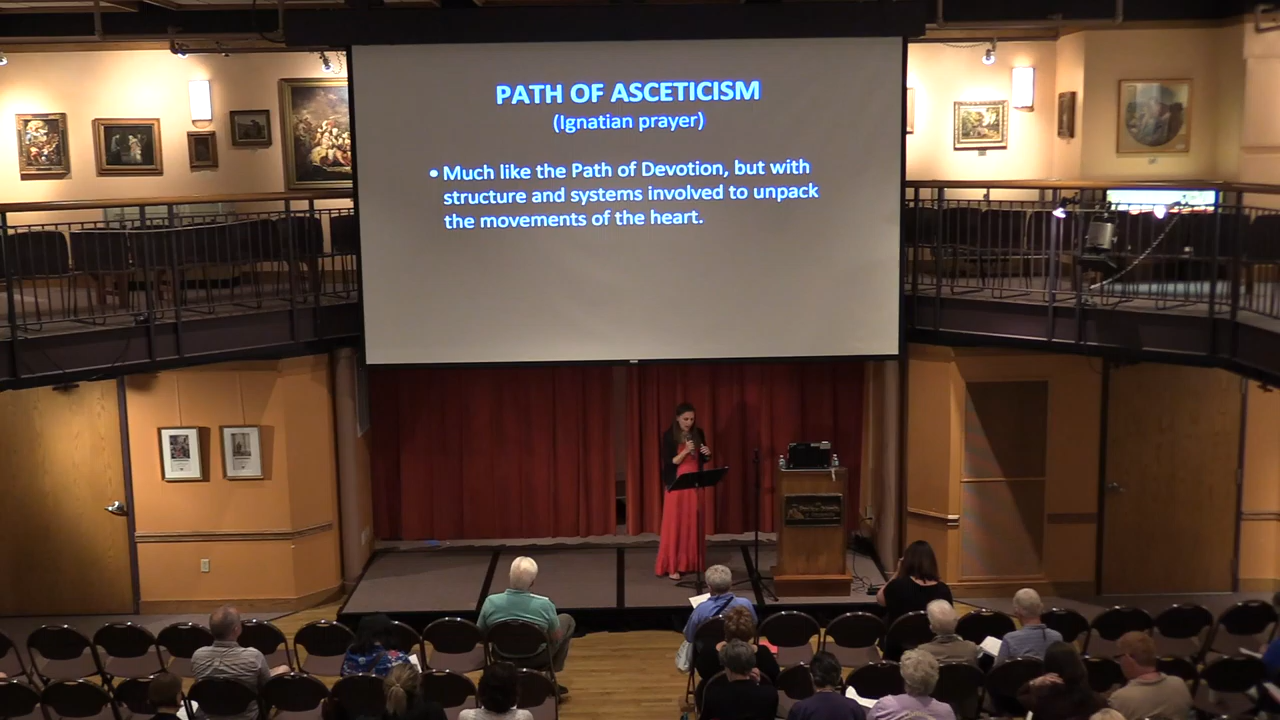 PATH OF ASCETICISM
(Ignatian prayer)
• Much like the Path of Devotion, but with
structure and systems involved to unpack
the movements of the heart.